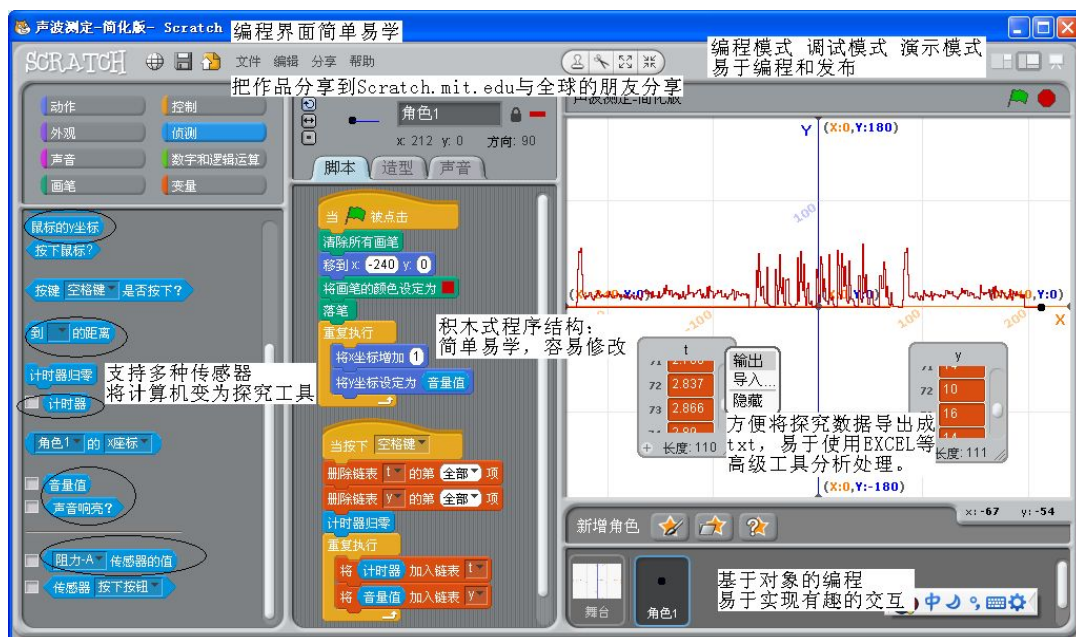 声波测定-简化版- Scratch
编程界面简单易学
SCRATCH
文件 编辑 分享 帮助
编程模式 调试模式 演示模式
易于编程和发布
把作品分享到Scratch.mit.edu与全球的朋友分享
动作
控制
外观
侦测
声音
数字和逻辑运算
画笔
变量
鼠标的y坐标
按下鼠标?
按键 空格键 是否按下?
到 的距离
计时器归零
计时器
支持多种传感器
将计算机变为探究工具
角色1 的 x座标
音量值
声音响亮?
阻力-A 传感器的值
传感器 按下按钮
角色1
x: 212 y: 0 方向: 90
脚本 造型 声音
当 被点击
清除所有画笔
移到 x: -240 y: 0
将画笔的颜色设定为
落笔
重复执行
将x坐标增加 1
将y坐标设定为 音量值
积木式程序结构:
简单易学,容易修改
当按下 空格键
删除链表 t 的第 全部 项
删除链表 y 的第 全部 项
计时器归零
重复执行
将 计时器 加入链表 t
将 音量值 加入链表 y
声波测定-简化版
Y (X:0,Y:180)
100
-100
100
200
X
t
72 2.837
73 2.866
74 2.89
+ 长度: 110
输出
导入...
隐藏
y
14
72 10
73 16
14
长度: 111
方便将探究数据导出成
txt, 易于使用EXCEL等
高级工具分析处理。
(X:0,Y:-180)
x: -67 y: -54
新增角色
舞台
角色1
基于对象的编程
易于实现有趣的交互
中